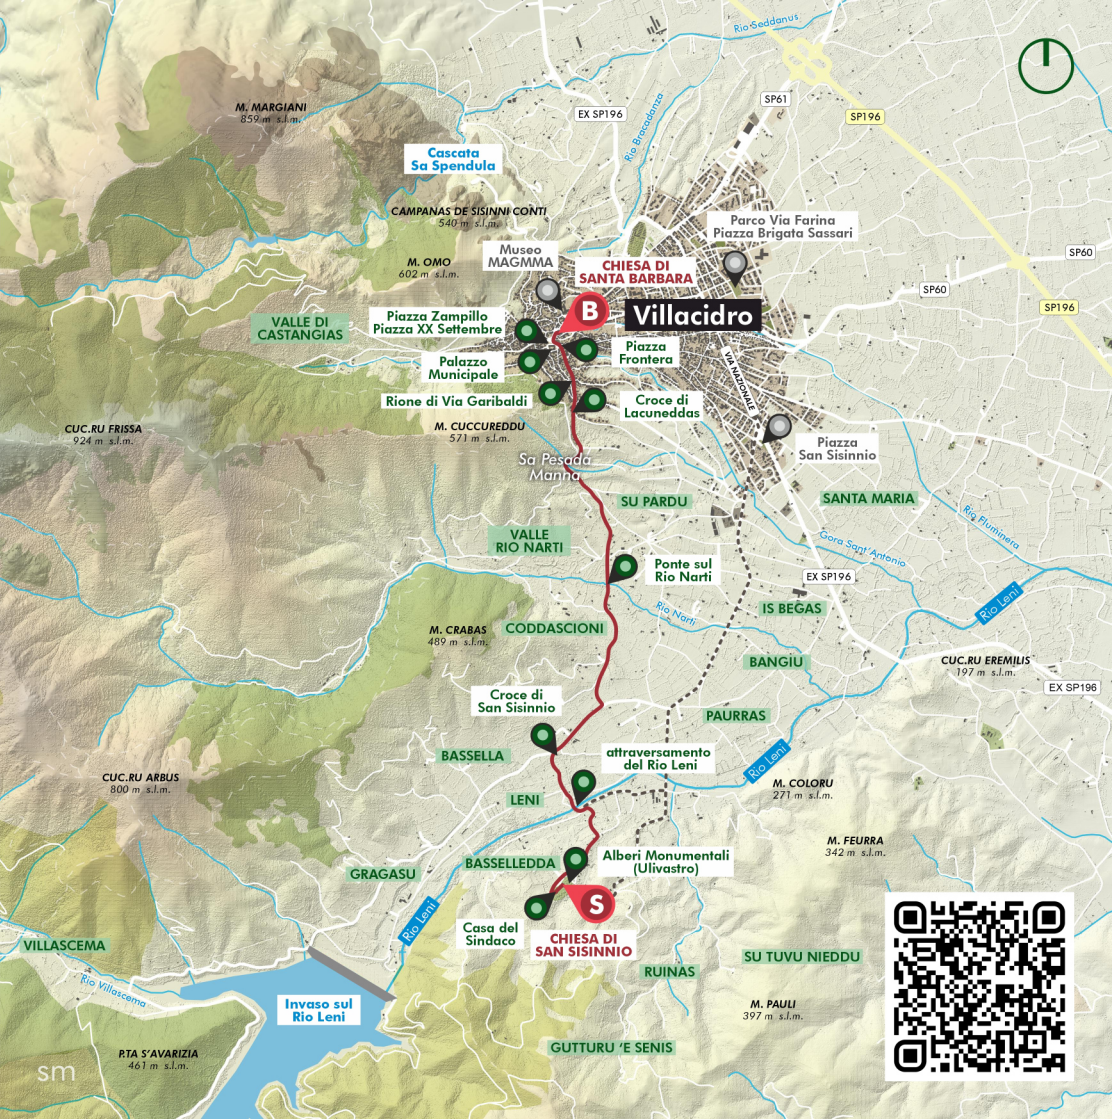 Rio Seddanus
M. MARGIANI
859 m s.l.m.
EX SP196
SP61
SP196
Rio Bracadanza
Cascata
Sa Spendula
CAMPANAS DE SISINNI CONTI
540 m s.l.m.
Parco Via Farina
Piazza Brigata Sassari
M. OMO
602 m s.l.m.
Museo
MAGMMA
CHIESA DI
SANTA BARBARA
SP60
SP60
SP196
B
Villacidro
VALLE DI
CASTANGIAS
Piazza Zampillo
Piazza XX Settembre
Piazza
Frontera
Palazzo
Municipale
VIA NAZIONALE
Rione di Via Garibaldi
Croce di
Lacuneddas
CUC.RU FRISSA
924 m s.l.m.
M. CUCCUREDDU
571 m s.l.m.
Piazza
San Sisinnio
Sa Pesada
Manna
SU PARDU
SANTA MARIA
Rio Fluminera
VALLE
RIO NARTI
Gora Sant'Antonio
Ponte sul
Rio Narti
EX SP196
Rio Leni
Rio Narti
IS BEGAS
M. CRABAS
489 m s.l.m.
CODDASCIONI
BANGIU
CUC.RU EREMILIS
197 m s.l.m.
EX SP196
Croce di
San Sisinnio
PAURRAS
BASSELLA
attraversamento
del Rio Leni
Rio Leni
CUC.RU ARBUS
800 m s.l.m.
M. COLORU
271 m s.l.m.
LENI
M. FEURRA
342 m s.l.m.
BASSELLEDDA
Alberi Monumentali
(Ulivastro)
GRAGASU
Rio Leni
S
Casa del
Sindaco
CHIESA DI
SAN SISINNIO
VILLASCEMA
RUINAS
SU TUVU NIEDDU
Rio Villascema
Invaso sul
Rio Leni
M. PAULI
397 m s.l.m.
P.TA S'AVARIZIA
461 m s.l.m.
GUTTURU 'E SENIS
sm